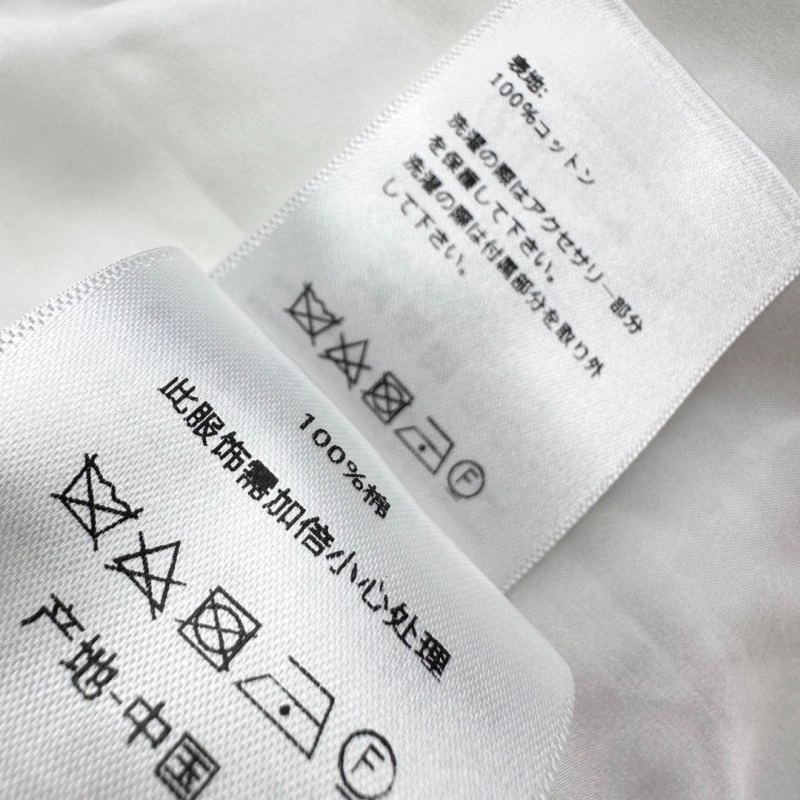 表地:
100%コットン
洗濯の際はアクセサリー部分
を保護して下さい。
洗濯の際は付属部分を取り外
して下さい。
F
100%棉
此服饰需加倍小心处理
F
产地-中国